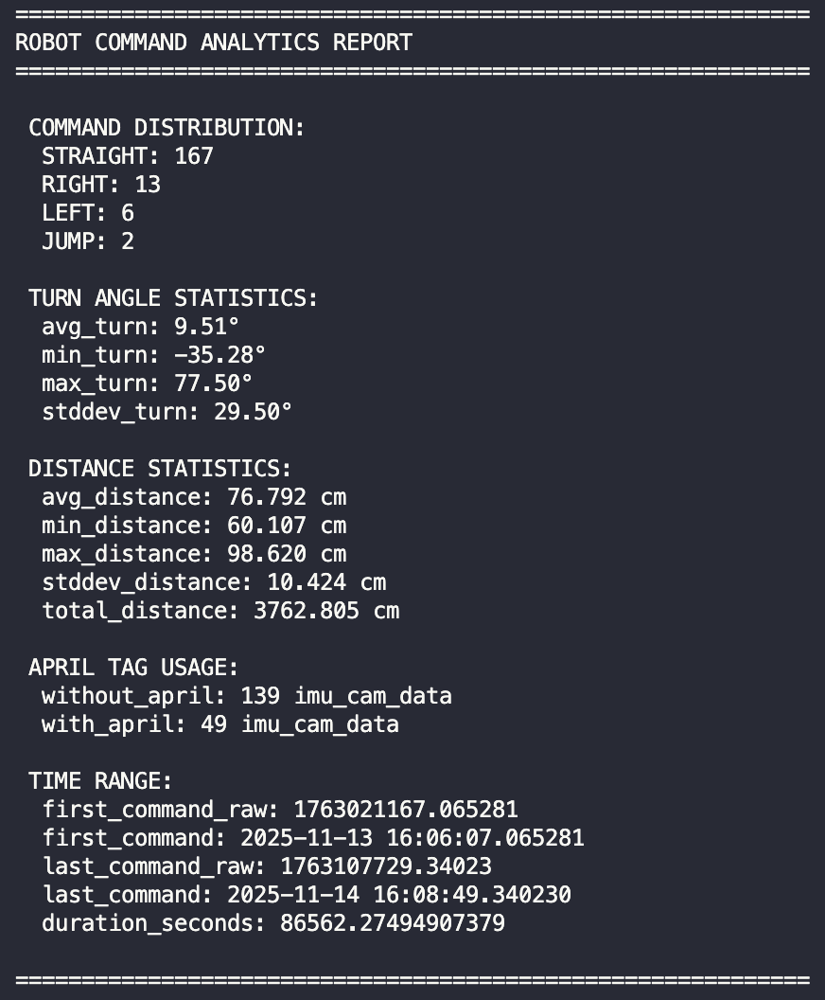 ============================================================
ROBOT COMMAND ANALYTICS REPORT
============================================================
COMMAND DISTRIBUTION:
STRAIGHT: 167
RIGHT: 13
LEFT: 6
JUMP: 2
TURN ANGLE STATISTICS:
avg_turn: 9.51°
min_turn: -35.28°
max_turn: 77.50°
stddev_turn: 29.50°
DISTANCE STATISTICS:
avg_distance: 76.792 cm
min_distance: 60.107 cm
max_distance: 98.620 cm
stddev_distance: 10.424 cm
total_distance: 3762.805 cm
APRIL TAG USAGE:
without_april: 139 imu_cam_data
with_april: 49 imu_cam_data
TIME RANGE:
first_command_raw: 1763021167.065281
first_command: 2025-11-13 16:06:07.065281
last_command_raw: 1763107729.34023
last_command: 2025-11-14 16:08:49.340230
duration_seconds: 86562.27494907379
============================================================